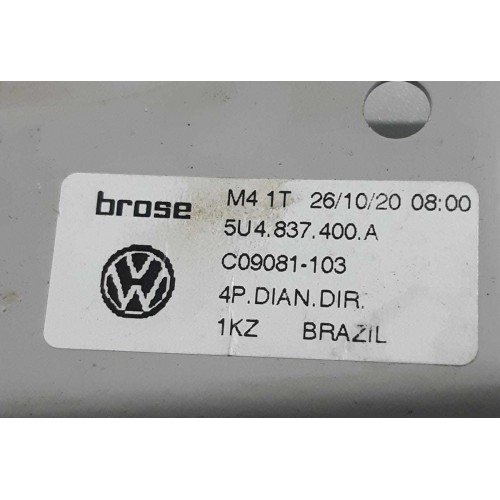 brose
M4 1T 26/10/20 08:00
5U4.837.400.A
C09081-103
4P.DIAN.DIR.
1KZ BRAZIL